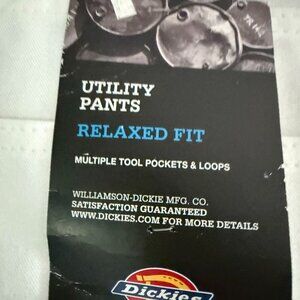 UTILITY
PANTS
RELAXED FIT
MULTIPLE TOOL POCKETS & LOOPS
WILLIAMSON-DICKIE MFG. CO.
SATISFACTION GUARANTEED
WWW.DICKIES.COM FOR MORE DETAILS
Dickies